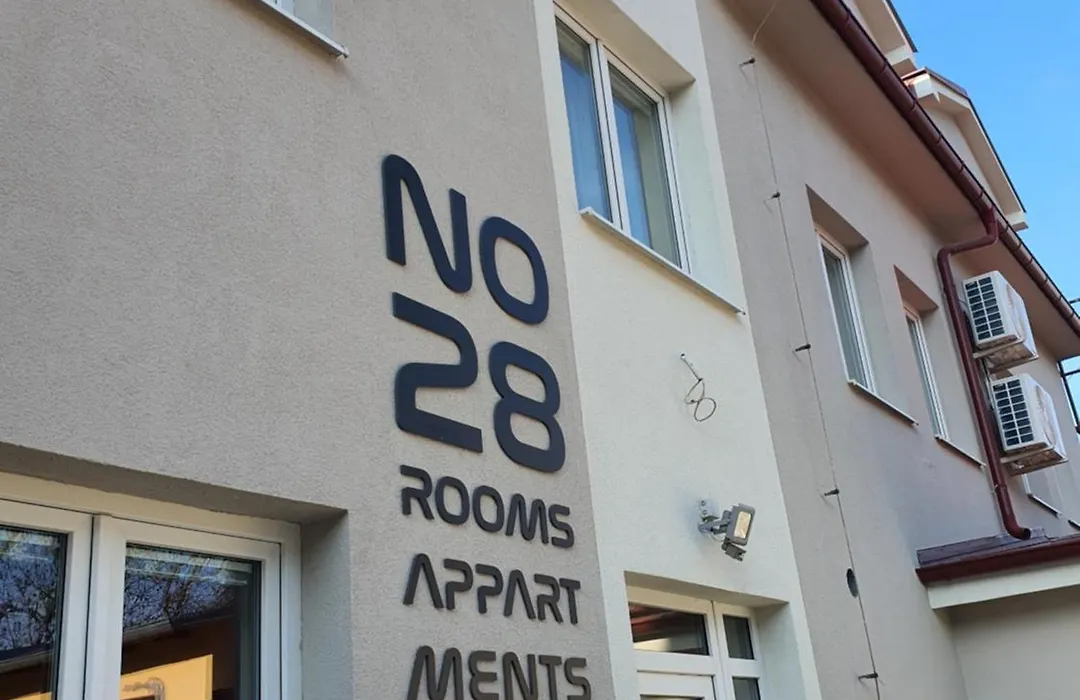 NO
28
ROOMS
APPART
MENTS